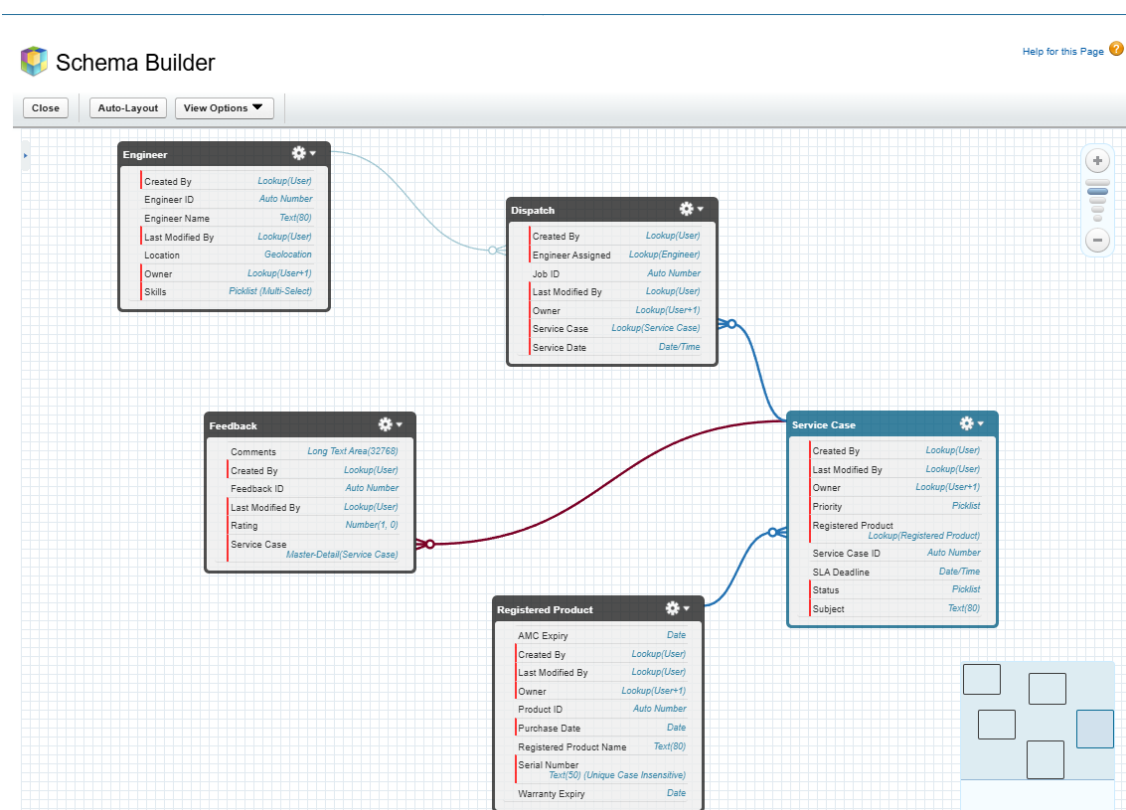 Schema Builder
Help for this Page
?
Close
Auto-Layout
View Options
Engineer
Created By Lookup(User)
Engineer ID Auto Number
Engineer Name Text(80)
Last Modified By Lookup(User)
Location Geolocation
Owner Lookup(User+1)
Skills Picklist (Multi-Select)
Dispatch
Created By Lookup(User)
Engineer Assigned Lookup(Engineer)
Job ID Auto Number
Last Modified By Lookup(User)
Owner Lookup(User+1)
Service Case Lookup(Service Case)
Service Date Date/Time
Feedback
Comments Long Text Area(32768)
Created By Lookup(User)
Feedback ID Auto Number
Last Modified By Lookup(User)
Rating Number(1, 0)
Service Case
Master-Detail(Service Case)
Service Case
Created By Lookup(User)
Last Modified By Lookup(User)
Owner Lookup(User+1)
Priority Picklist
Registered Product
Lookup(Registered Product)
Service Case ID Auto Number
SLA Deadline Date/Time
Status Picklist
Subject Text(80)
Registered Product
AMC Expiry Date
Created By Lookup(User)
Last Modified By Lookup(User)
Owner Lookup(User+1)
Product ID Auto Number
Purchase Date Date
Registered Product Name Text(80)
Serial Number
Text(50) (Unique Case Insensitive)
Warranty Expiry Date